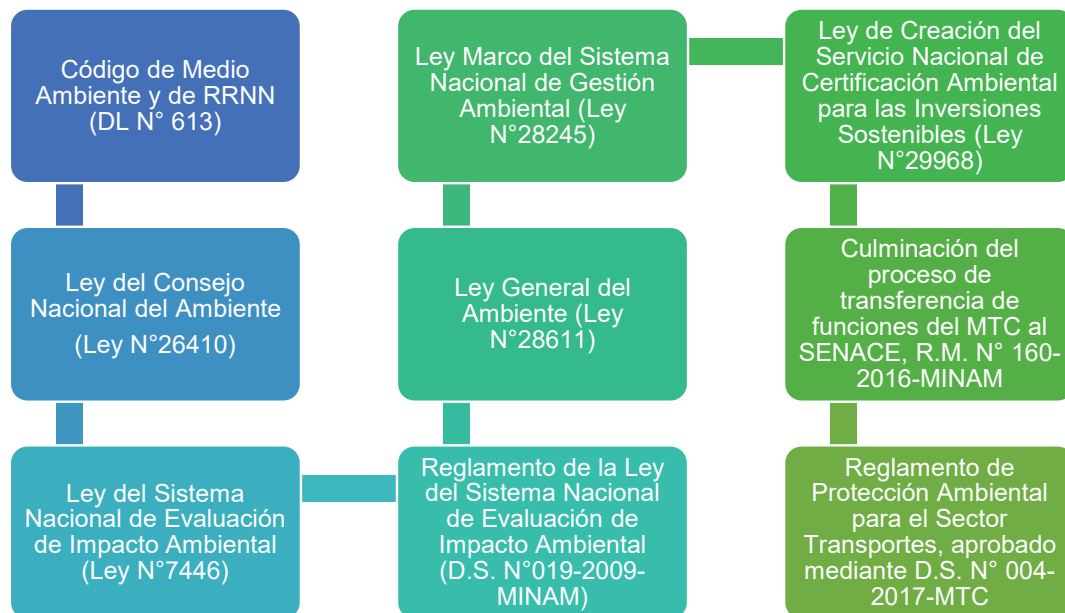 Código de Medio
Ambiente y de RRNN
(DL N° 613)
Ley del Consejo
Nacional del Ambiente
(Ley N°26410)
Ley del Sistema
Nacional de Evaluación
de Impacto Ambiental
(Ley N°7446)
Reglamento de la Ley
del Sistema Nacional
de Evaluación de
Impacto Ambiental
(D.S. N°019-2009-
MINAM)
Ley General del
Ambiente (Ley
N°28611)
Ley Marco del Sistema
Nacional de Gestión
Ambiental (Ley
N°28245)
Ley de Creación del
Servicio Nacional de
Certificación Ambiental
para las Inversiones
Sostenibles (Ley
N°29968)
Culminación del
proceso de
transferencia de
funciones del MTC al
SENACE, R.M. N° 160-
2016-MINAM
Reglamento de
Protección Ambiental
para el Sector
Transportes, aprobado
mediante D.S. N° 004-
2017-MTC